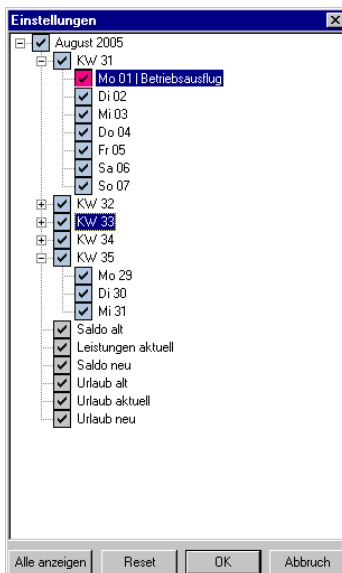 Einstellungen
August 2005
KW 31
Mo 01 | Betriebsausflug
Di 02
Mi 03
Do 04
Fr 05
Sa 06
So 07
KW 32
KW 33
KW 34
KW 35
Mo 29
Di 30
Mi 31
Saldo alt
Leistungen aktuell
Saldo neu
Urlaub alt
Urlaub aktuell
Urlaub neu
Alle anzeigen Reset OK Abbruch